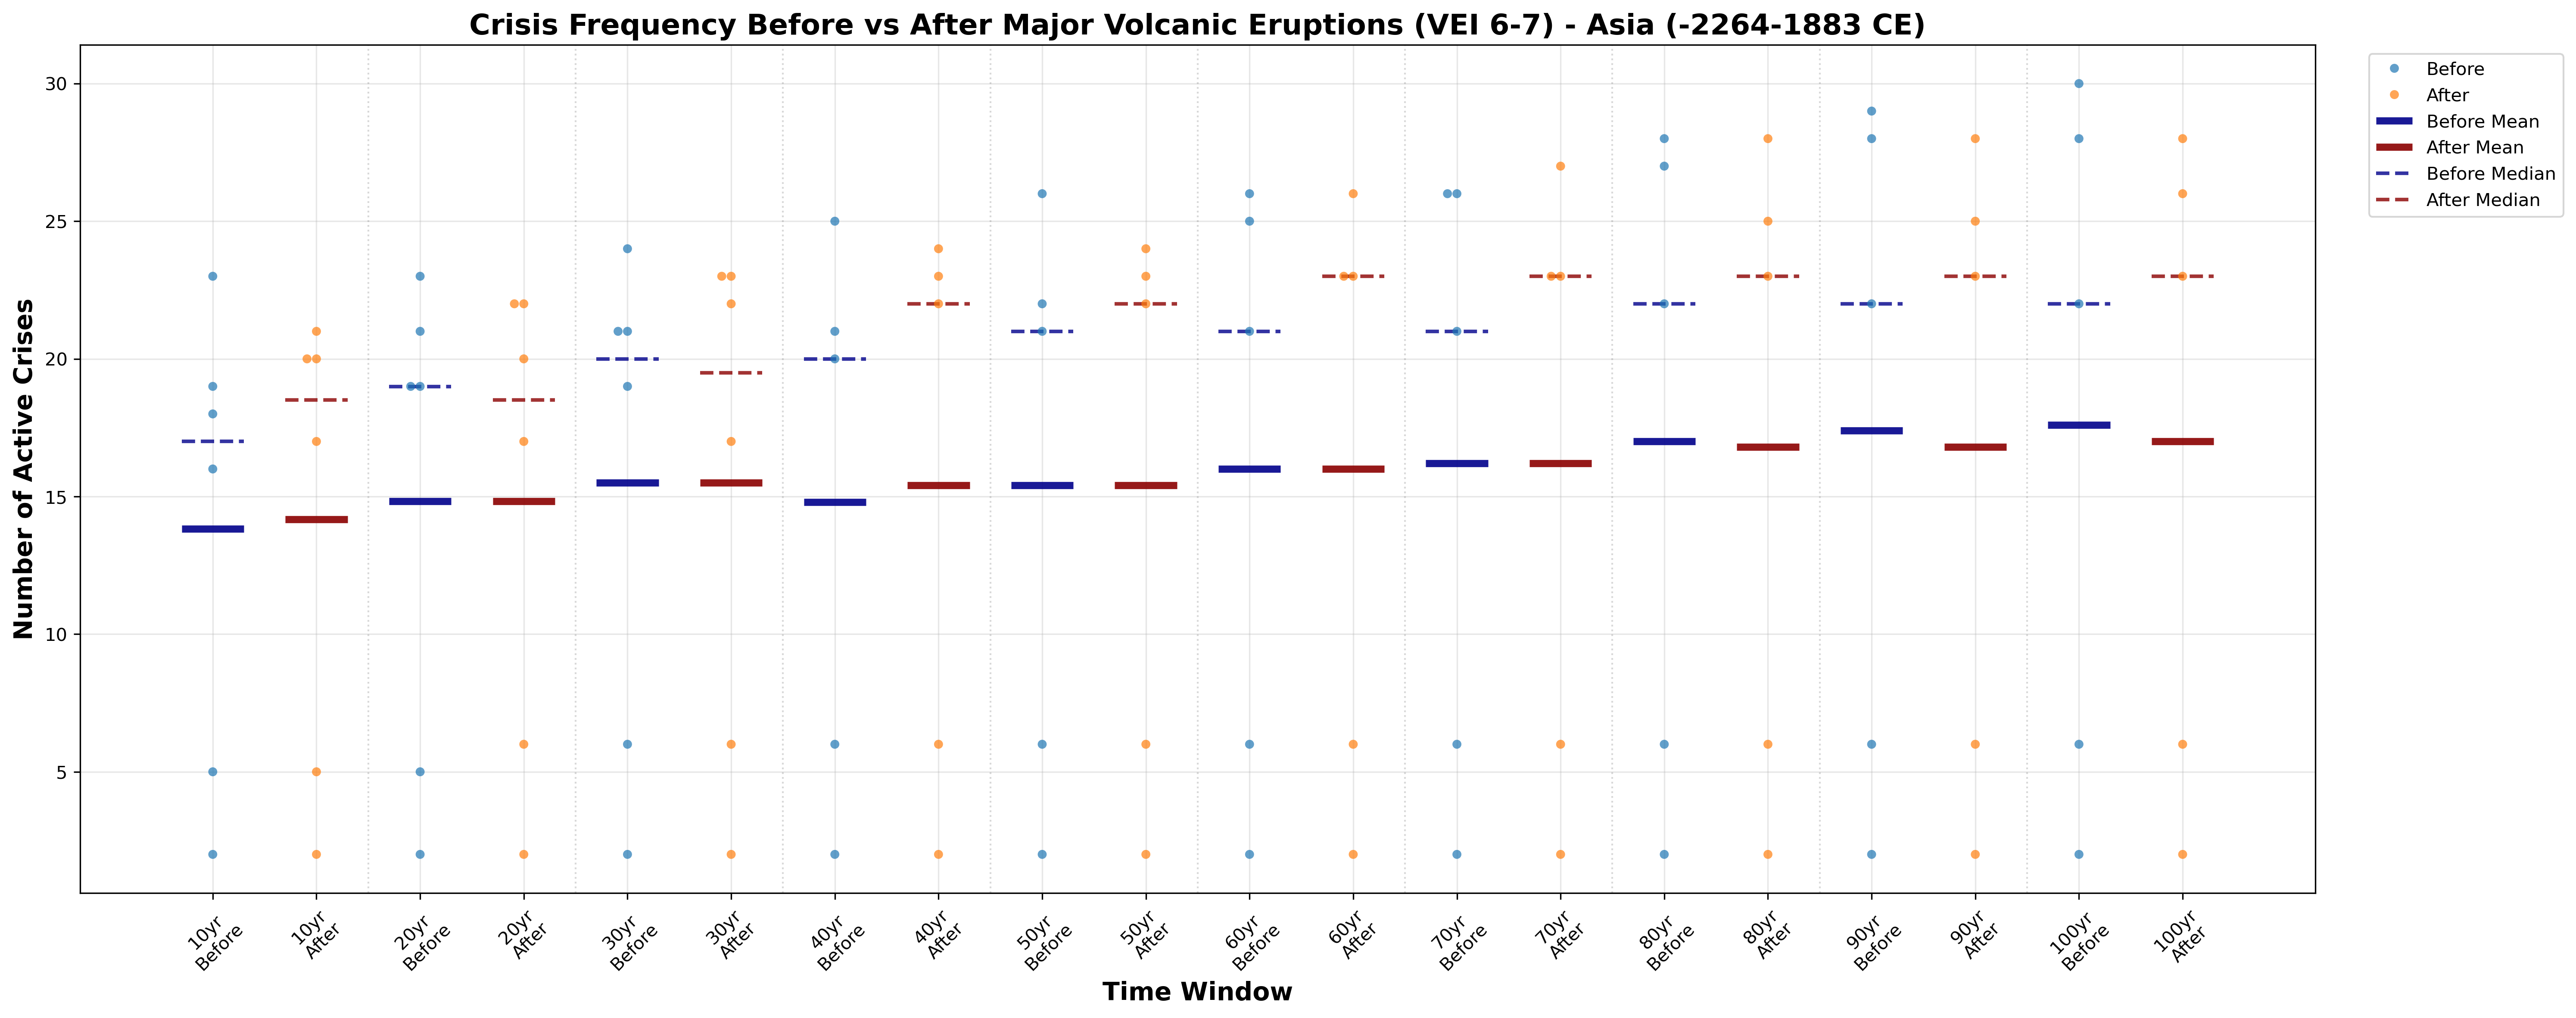 Crisis Frequency Before vs After Major Volcanic Eruptions (VEI 6-7) - Asia (-2264-1883 CE)
Before
After
Before Mean
After Mean
Before Median
After Median
Number of Active Crises
30
25
20
15
10
5
10yr
Before
10yr
After
20yr
Before
20yr
After
30yr
Before
30yr
After
40yr
Before
40yr
After
50yr
Before
50yr
After
60yr
Before
60yr
After
70yr
Before
70yr
After
80yr
Before
80yr
After
90yr
Before
90yr
After
100yr
Before
100yr
After
Time Window